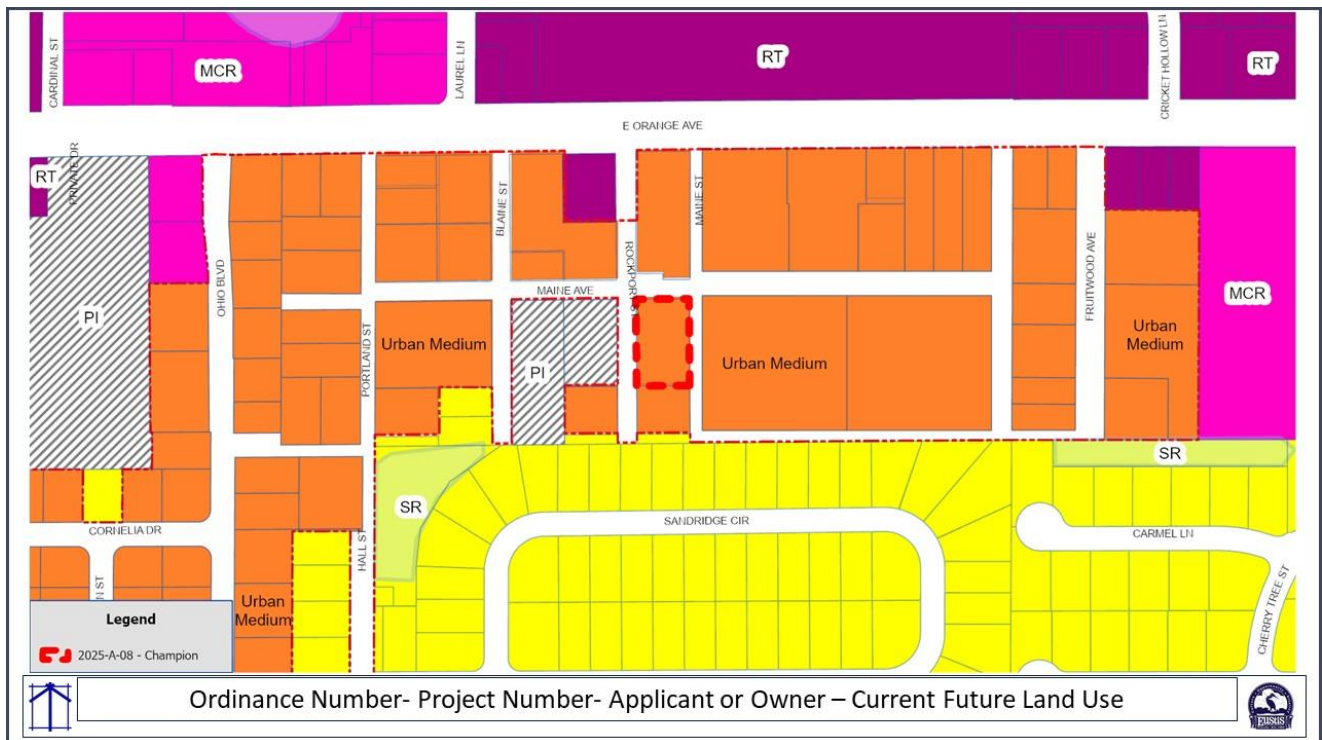 CARDINAL ST
MCR
LAUREL LN
RT
CRICKET HOLLOW LN
RT
E ORANGE AVE
RT
PRIVATE DR
BLAINE ST
MAINE ST
PI
OHIO BLVD
MAINE AVE
ROCKPORT ST
FRUITWOOD AVE
MCR
PORTLAND ST
Urban Medium
PI
Urban Medium
Urban
Medium
SR
SR
CORNELIA DR
HALL ST
SANDRIDGE CIR
CARMEL LN
N ST
Urban
Medium
CHERRY TREE ST
Legend
2025-A-08 - Champion
Ordinance Number- Project Number- Applicant or Owner – Current Future Land Use
EUSTIS